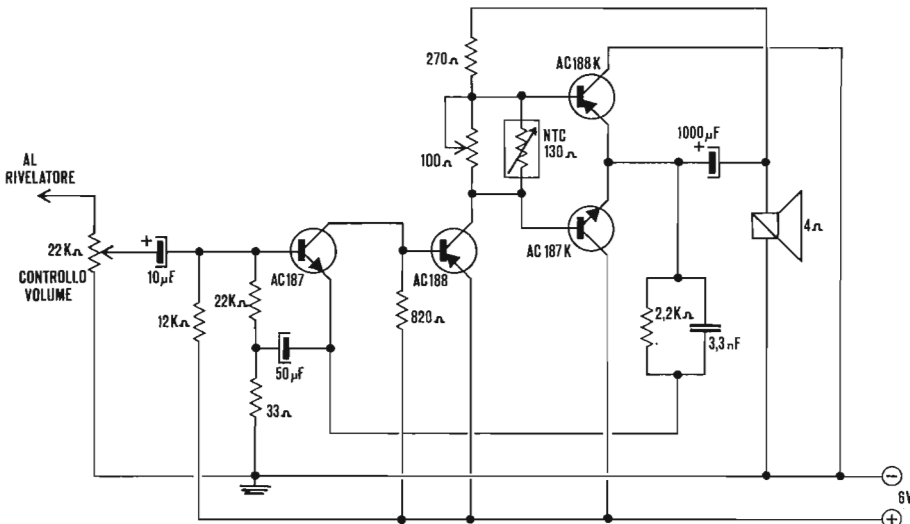 270Ω
AC188K
NTC
130Ω
100Ω
1000µF
+
AL
RIVELATORE
22KΩ
CONTROLLO
VOLUME
+
10µF
AC187
AC188
AC187K
4Ω
12KΩ
22KΩ
50µF
820Ω
2,2KΩ
3,3nF
33Ω
−
6V
+